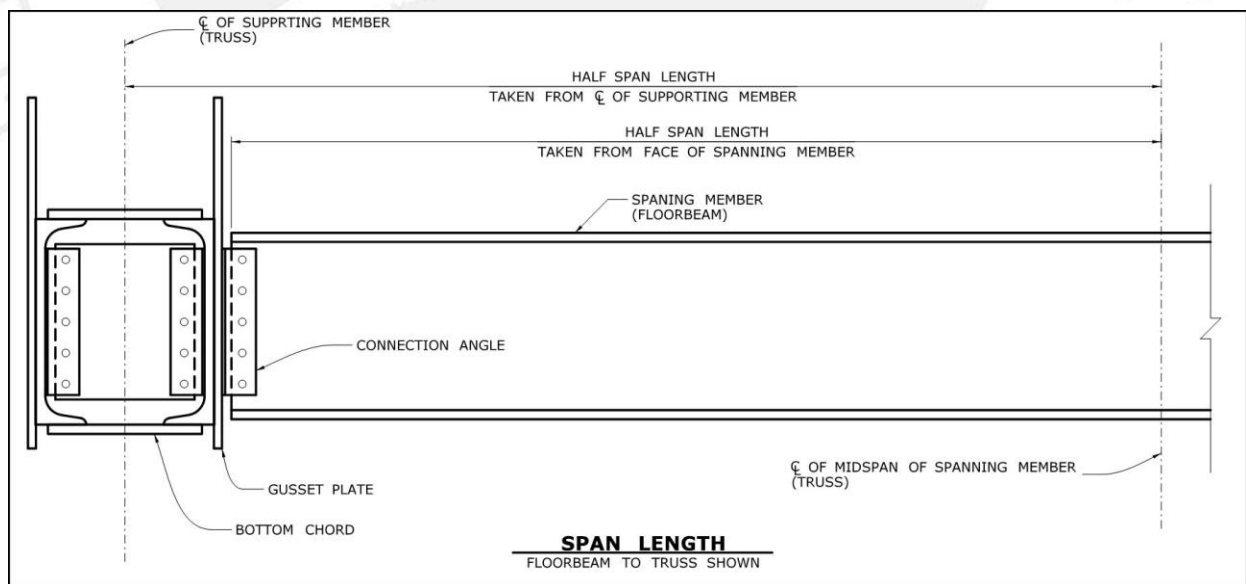 ℄ OF SUPPRTING MEMBER
(TRUSS)
HALF SPAN LENGTH
TAKEN FROM ℄ OF SUPPORTING MEMBER
HALF SPAN LENGTH
TAKEN FROM FACE OF SPANNING MEMBER
SPANING MEMBER
(FLOORBEAM)
CONNECTION ANGLE
℄ OF MIDSPAN OF SPANNING MEMBER
(TRUSS)
GUSSET PLATE
BOTTOM CHORD
SPAN LENGTH
FLOORBEAM TO TRUSS SHOWN